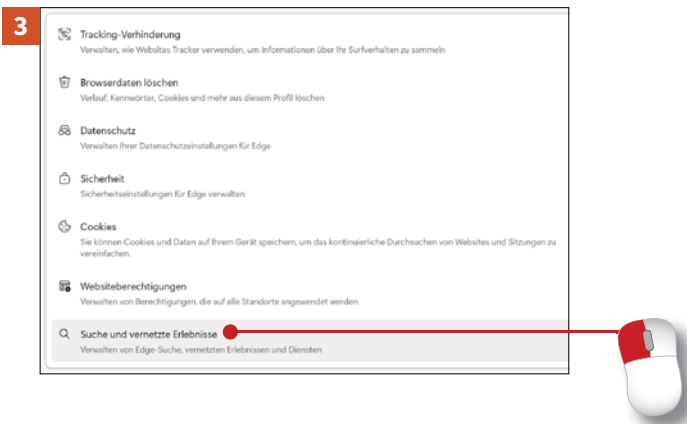 3
Tracking-Verhinderung
Verwalten, wie Websites Tracker verwenden, um Informationen über Ihr Surfverhalten zu sammeln
Browserdaten löschen
Verlauf, Kennwörter, Cookies und mehr aus diesem Profil löschen
Datenschutz
Verwalten Ihrer Datenschutzeinstellungen für Edge
Sicherheit
Sicherheitseinstellungen für Edge verwalten
Cookies
Sie können Cookies und Daten auf Ihrem Gerät speichern, um das kontinuierliche Durchsuchen von Websites und Sitzungen zu
vereinfachen.
Websiteberechtigungen
Verwalten von Berechtigungen, die auf alle Standorte angewendet werden
Suche und vernetzte Erlebnisse
Verwalten von Edge-Suche, vernetzten Erlebnissen und Diensten